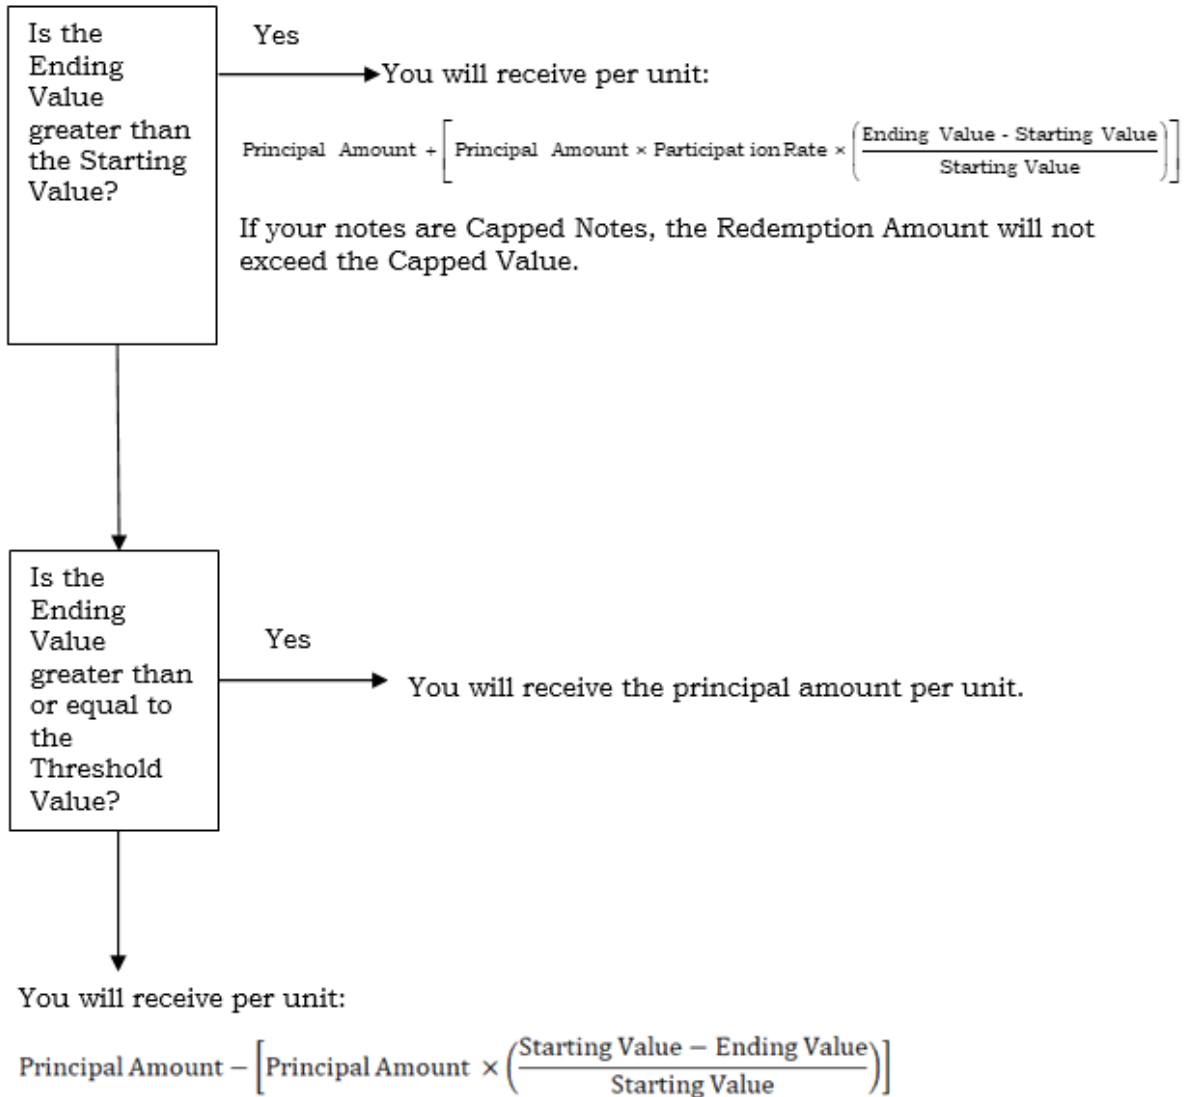 Is the
Ending
Value
greater than
the Starting
Value?
Yes
You will receive per unit:
Principal Amount + [Principal Amount × Participat ion Rate × (Ending Value - Starting Value
Starting Value)]
If your notes are Capped Notes, the Redemption Amount will not
exceed the Capped Value.
Is the
Ending
Value
greater than
or equal to
the
Threshold
Value?
Yes
You will receive the principal amount per unit.
You will receive per unit:
Principal Amount − [Principal Amount × (Starting Value − Ending Value
Starting Value)]